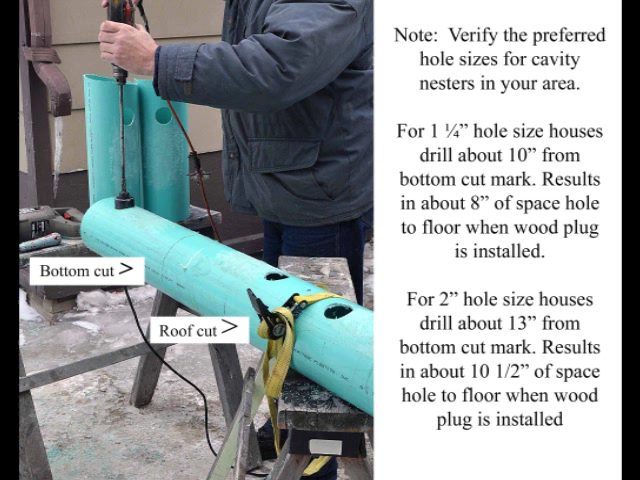 Note:  Verify the preferred
hole sizes for cavity
nesters in your area.
For 1 ¼” hole size houses
drill about 10” from
bottom cut mark. Results
in about 8” of space hole
to floor when wood plug
is installed.
For 2” hole size houses
drill about 13” from
bottom cut mark. Results
in about 10 1/2” of space
hole to floor when wood
plug is installed
Bottom cut >
Roof cut >